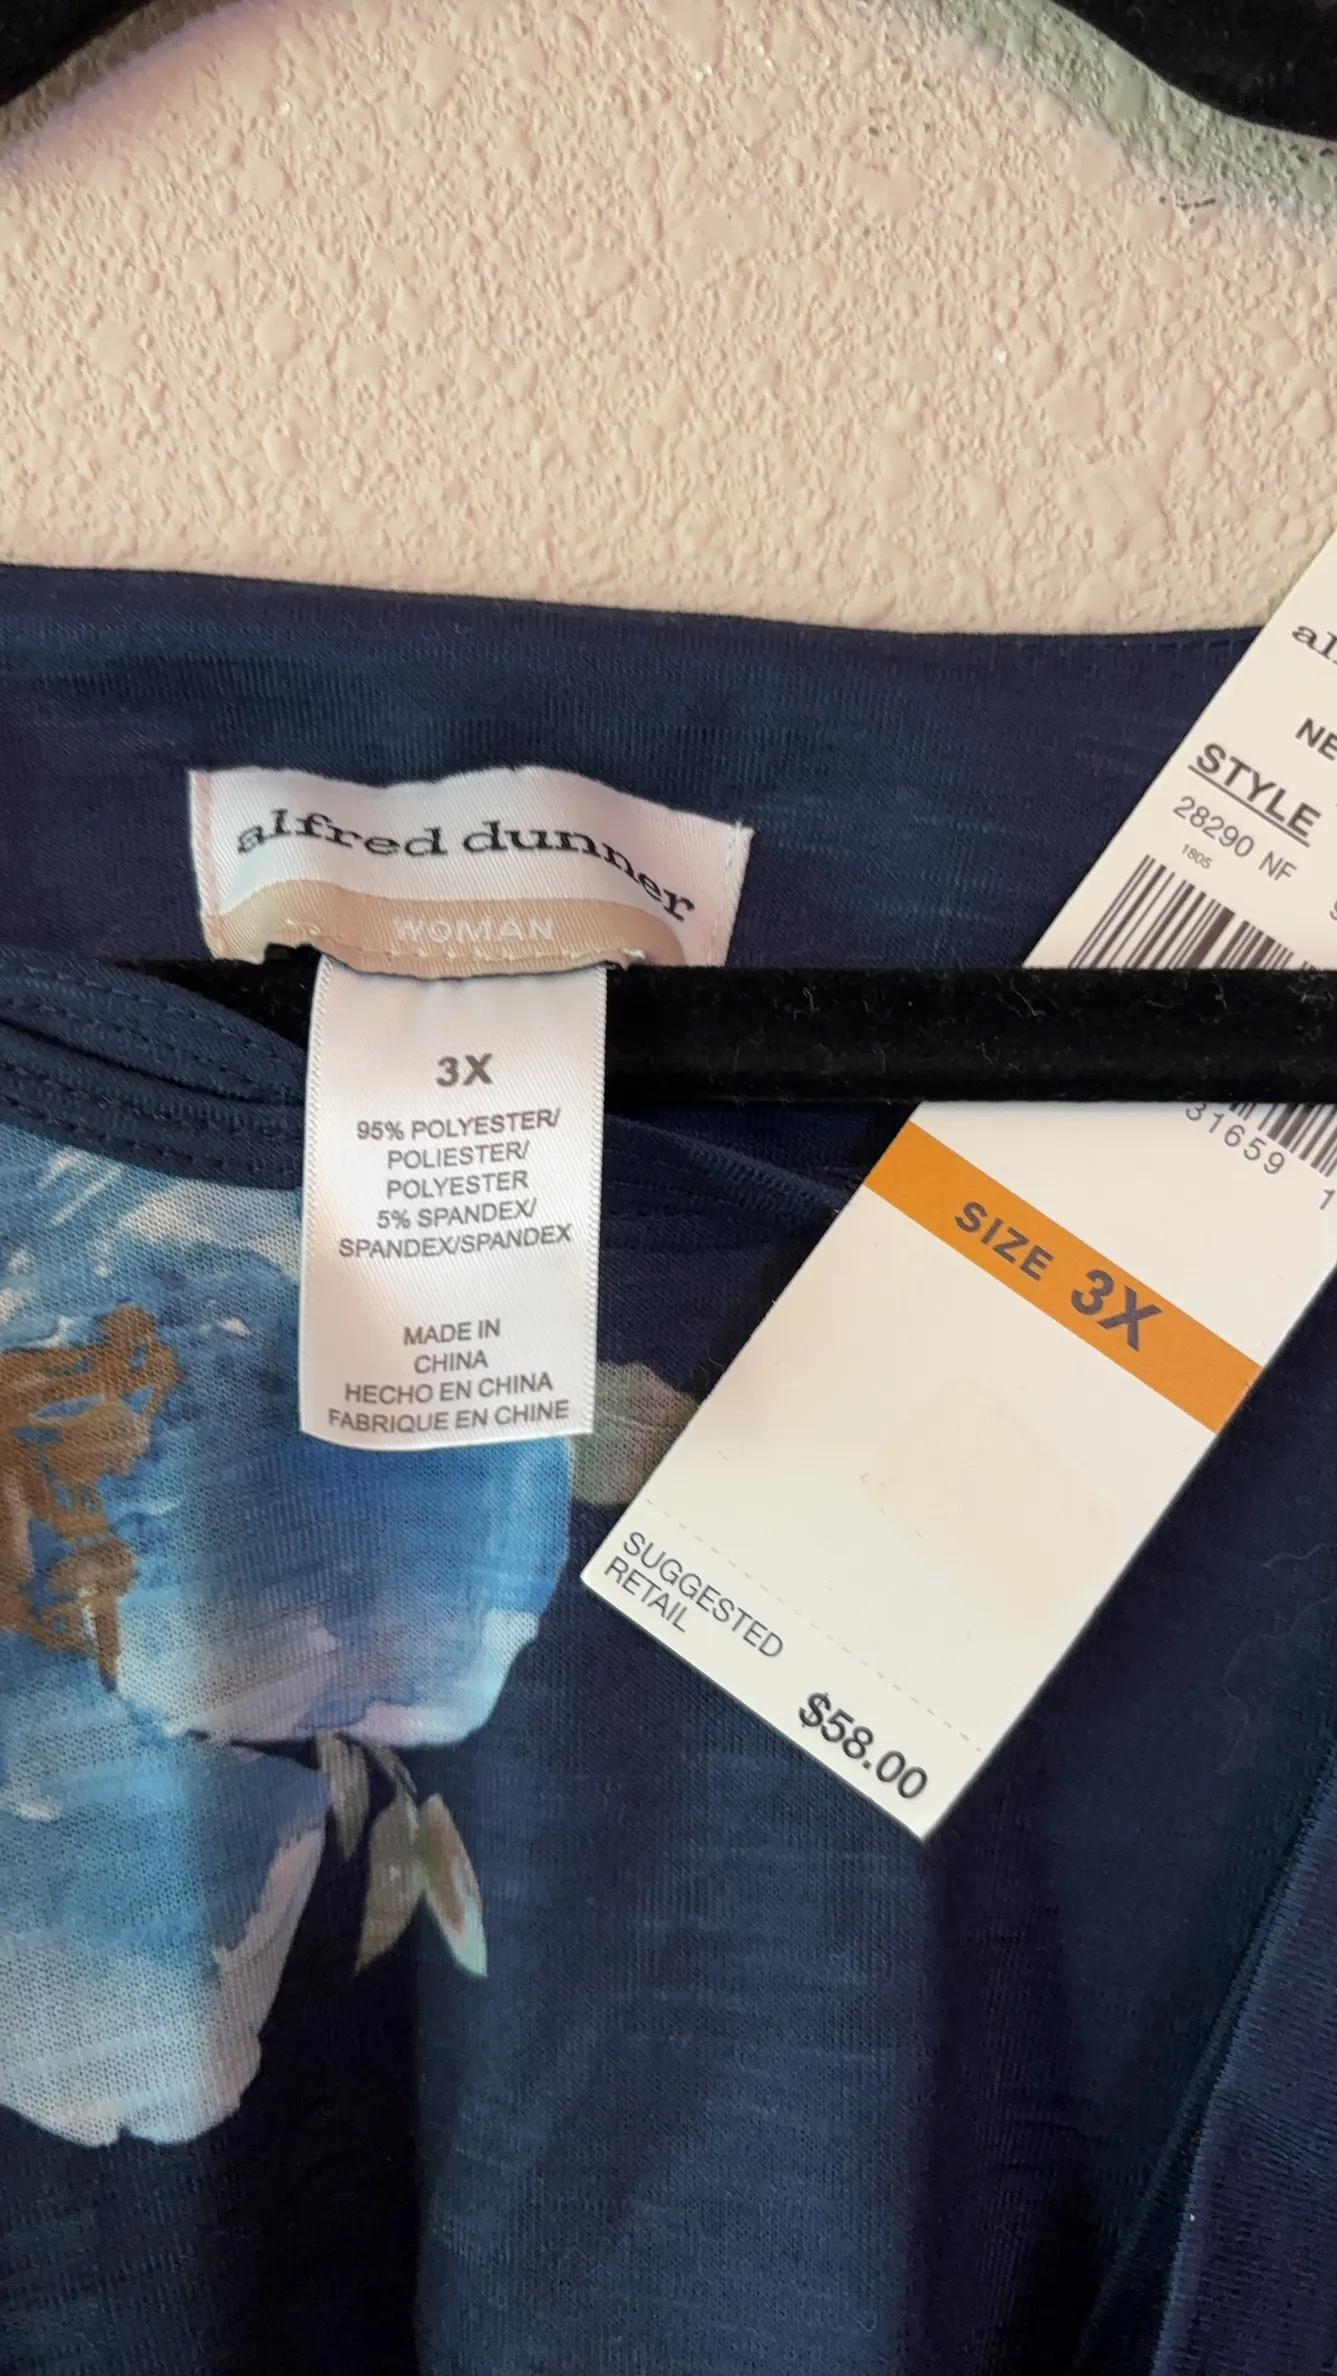 alfred dunner
WOMAN
3X
95% POLYESTER/
POLIESTER/
POLYESTER
5% SPANDEX/
SPANDEX/SPANDEX
MADE IN
CHINA
HECHO EN CHINA
FABRIQUE EN CHINE
STYLE
28290 NF
1805
31659
1
SIZE 3X
SUGGESTED
RETAIL
$58.00